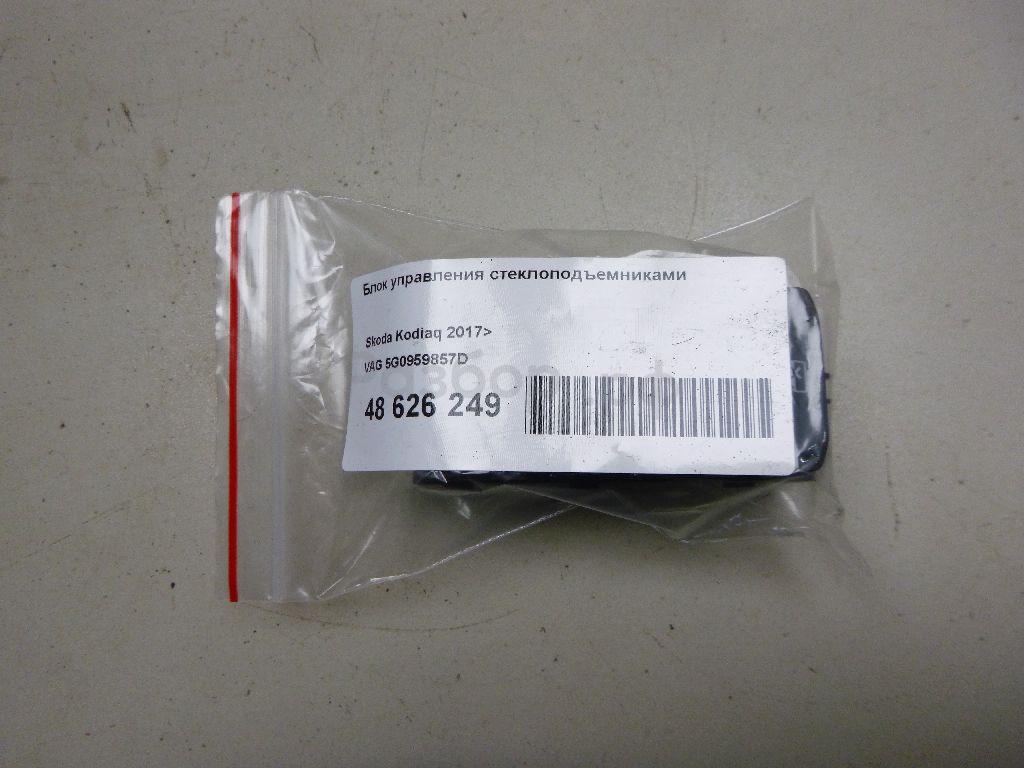 Блок управления стеклоподъемниками
Skoda Kodiaq 2017>
VAG 5G0959857D
48 626 249